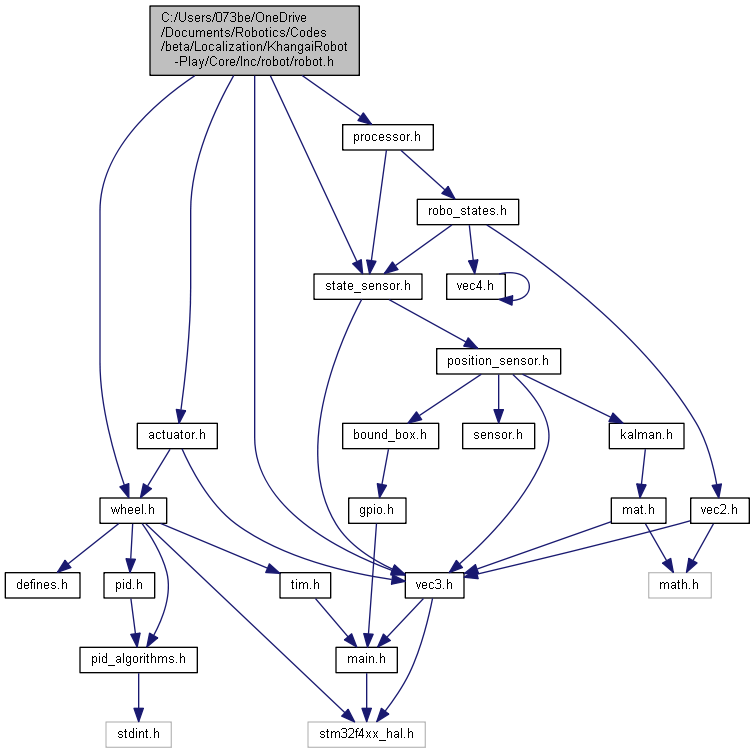 C:/Users/073be/OneDrive
/Documents/Robotics/Codes
/beta/Localization/KhangaiRobot
-Play/Core/Inc/robot/robot.h
processor.h
robo_states.h
state_sensor.h
vec4.h
position_sensor.h
actuator.h
bound_box.h
sensor.h
kalman.h
wheel.h
gpio.h
mat.h
vec2.h
defines.h
pid.h
tim.h
vec3.h
math.h
pid_algorithms.h
main.h
stdint.h
stm32f4xx_hal.h